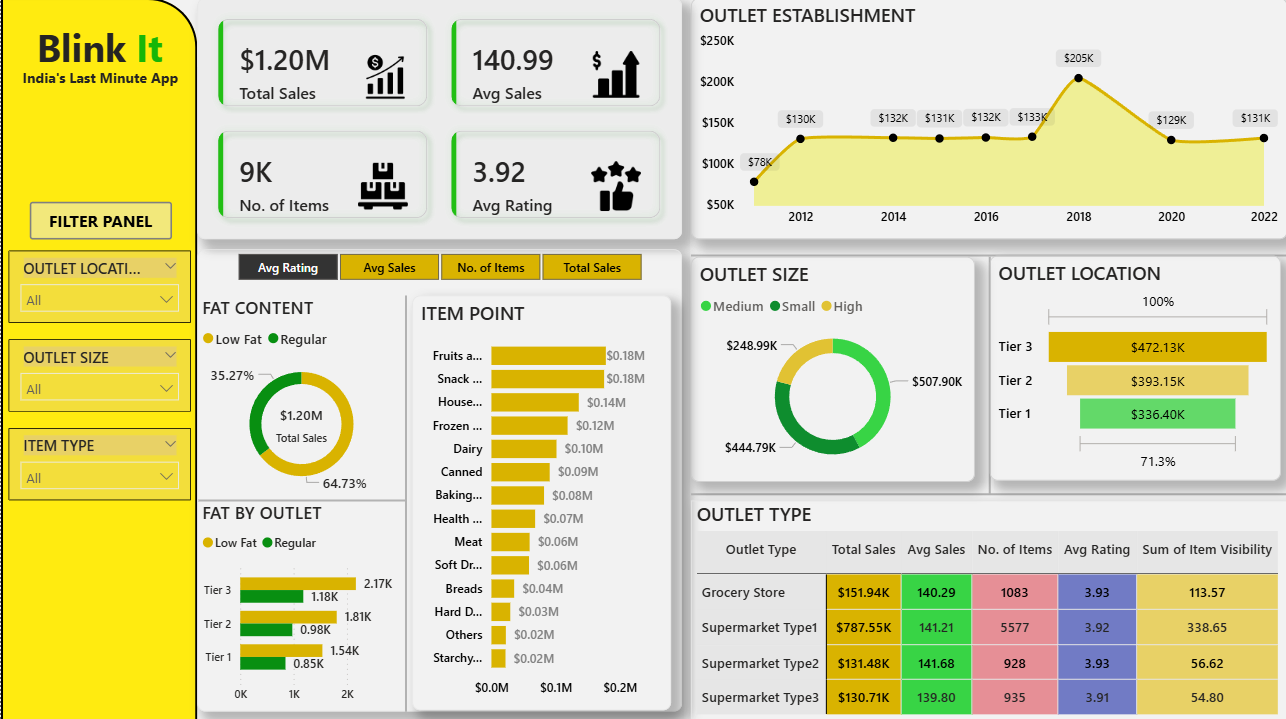 Blink It
India's Last Minute App
FILTER PANEL
OUTLET LOCATI...
All
OUTLET SIZE
All
ITEM TYPE
All
$1.20M
Total Sales
140.99
Avg Sales
9K
No. of Items
3.92
Avg Rating
OUTLET ESTABLISHMENT
$250K
$200K
$150K
$100K
$50K
$78K
$130K
$132K
$131K
$132K
$133K
$205K
$129K
$131K
2012 2014 2016 2018 2020 2022
Avg Rating Avg Sales No. of Items Total Sales
FAT CONTENT
Low Fat Regular
35.27%
$1.20M
Total Sales
64.73%
FAT BY OUTLET
Low Fat Regular
Tier 3 2.17K
1.18K
Tier 2 1.81K
0.98K
Tier 1 1.54K
0.85K
0K 1K 2K
ITEM POINT
Fruits a... $0.18M
Snack ... $0.18M
House... $0.14M
Frozen ... $0.12M
Dairy $0.10M
Canned $0.09M
Baking... $0.08M
Health ... $0.07M
Meat $0.06M
Soft Dr... $0.06M
Breads $0.04M
Hard D... $0.03M
Others $0.02M
Starchy... $0.02M
$0.0M $0.1M $0.2M
OUTLET SIZE
Medium Small High
$248.99K
$507.90K
$444.79K
OUTLET LOCATION
100%
Tier 3 $472.13K
Tier 2 $393.15K
Tier 1 $336.40K
71.3%
OUTLET TYPE
Outlet Type Total Sales Avg Sales No. of Items Avg Rating Sum of Item Visibility
Grocery Store $151.94K 140.29 1083 3.93 113.57
Supermarket Type1 $787.55K 141.21 5577 3.92 338.65
Supermarket Type2 $131.48K 141.68 928 3.93 56.62
Supermarket Type3 $130.71K 139.80 935 3.91 54.80